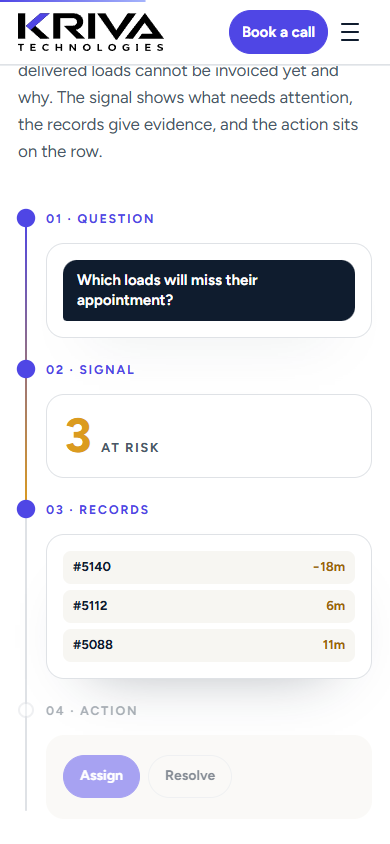 KRIVA
TECHNOLOGIES
Book a call
delivered loads cannot be invoiced yet and
why. The signal shows what needs attention,
the records give evidence, and the action sits
on the row.
01 · QUESTION
Which loads will miss their
appointment?
02 · SIGNAL
3 AT RISK
03 · RECORDS
#5140 −18m
#5112 6m
#5088 11m
04 · ACTION
Assign Resolve